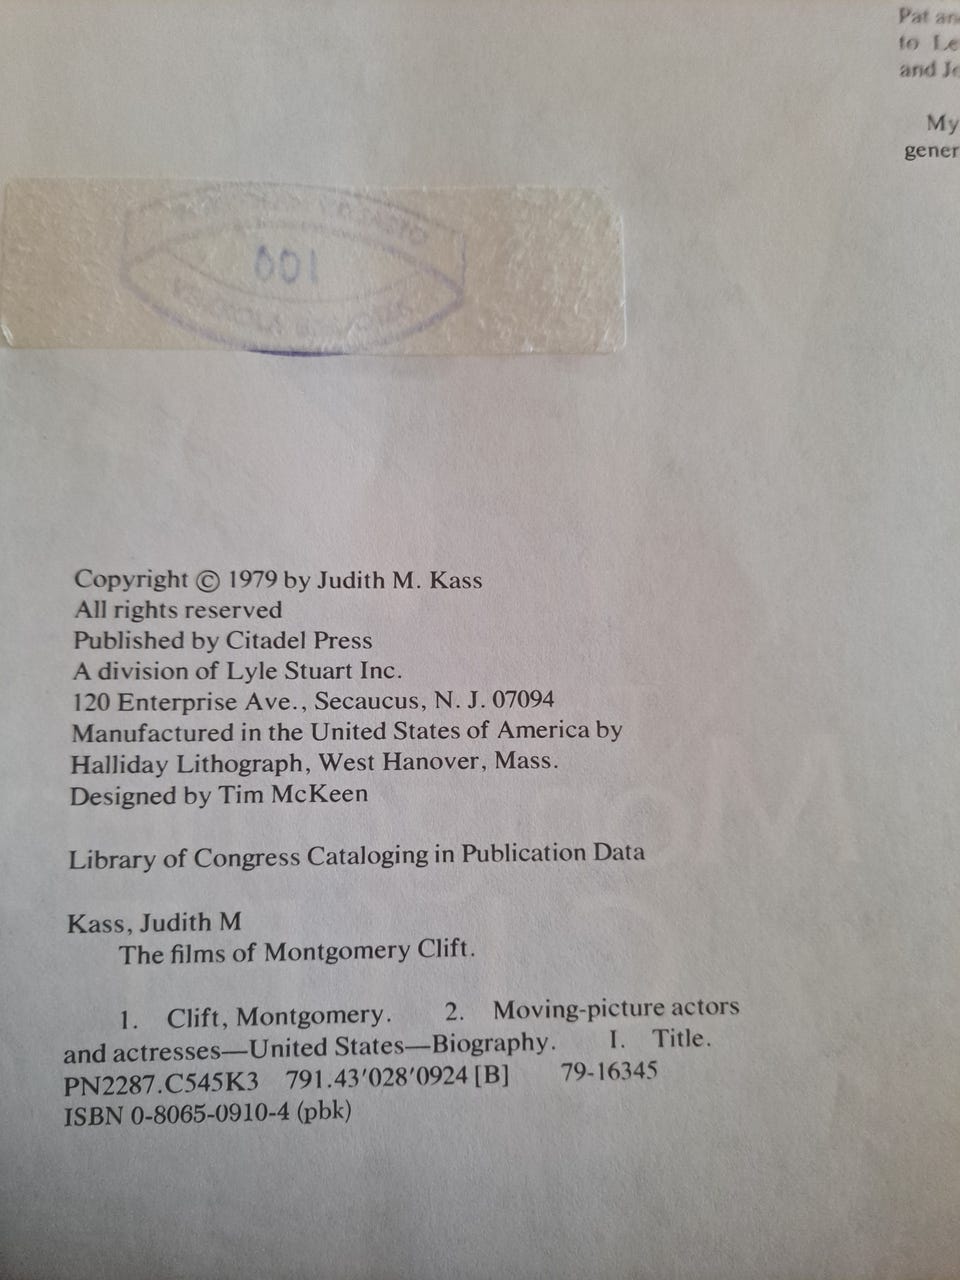 Pat
to
and
My
Copyright © 1979 by Judith M. Kass
All rights reserved
Published by Citadel Press
A division of Lyle Stuart Inc.
120 Enterprise Ave., Secaucus, N. J. 07094
Manufactured in the United States of America by
Halliday Lithograph, West Hanover, Mass.
Designed by Tim McKeen
Library of Congress Cataloging in Publication Data
Kass, Judith M
The films of Montgomery Clift.
1. Clift, Montgomery. 2. Moving-picture actors
and actresses—United States—Biography. I. Title.
PN2287.C545K3 791.43'028'0924 [B] 79-16345
ISBN 0-8065-0910-4 (pbk)